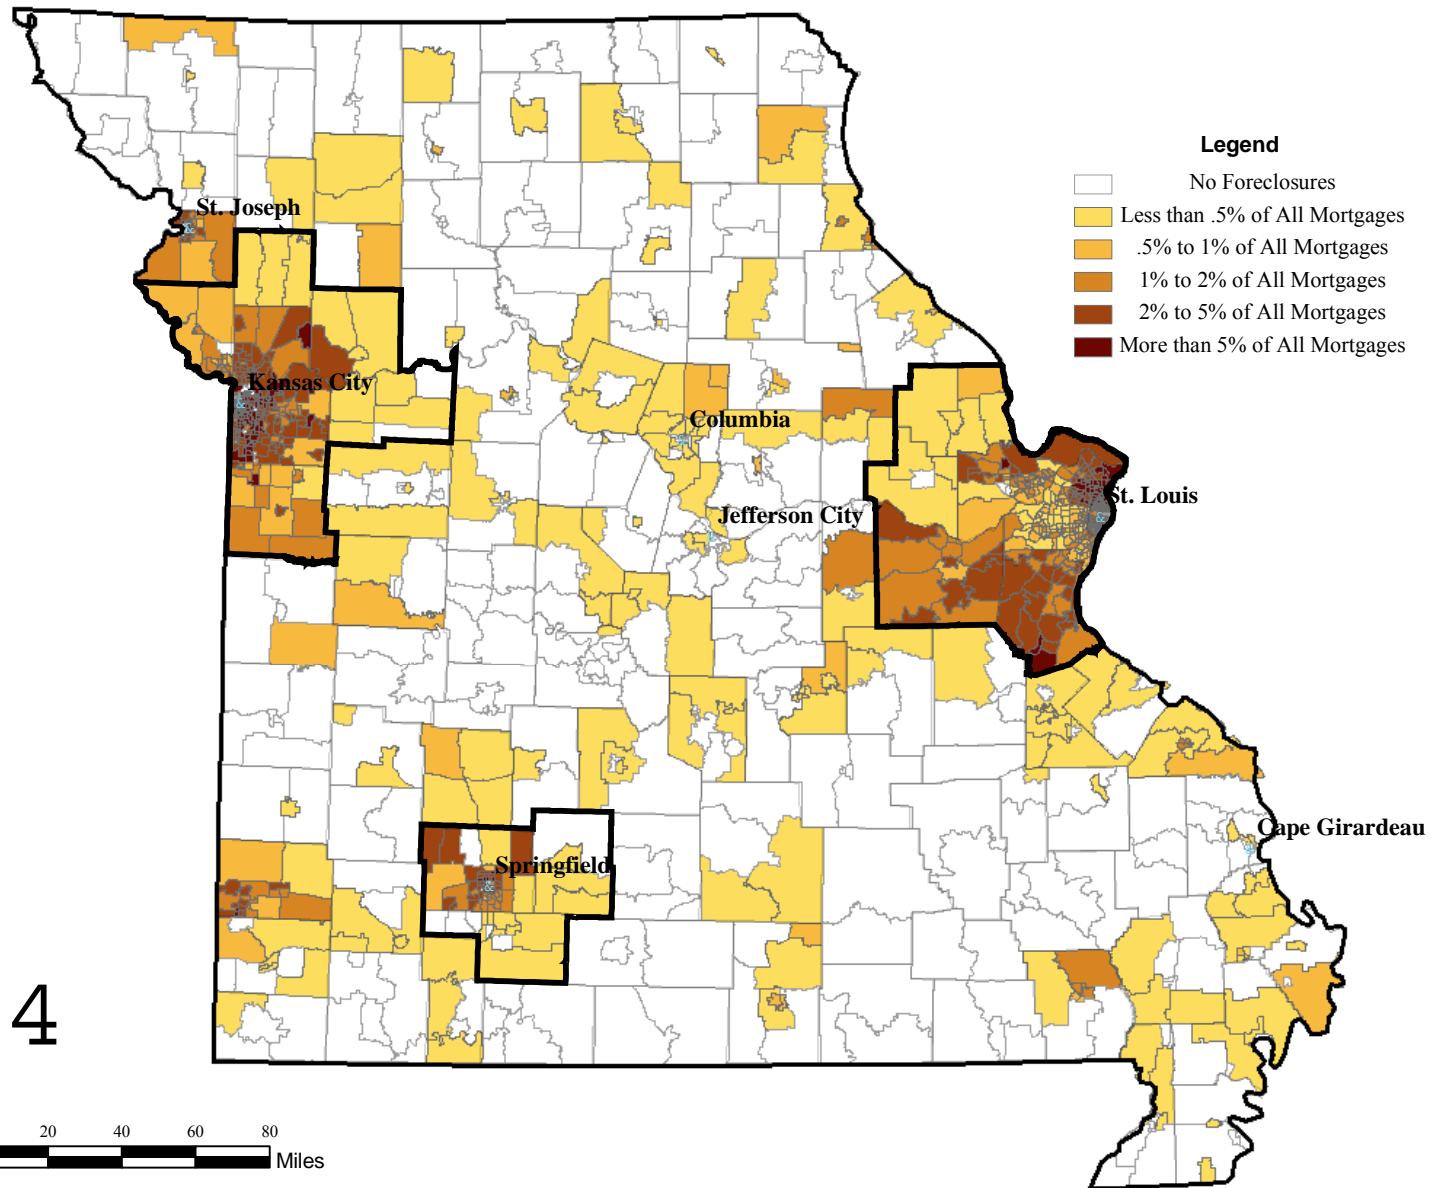 Legend
No Foreclosures
Less than .5% of All Mortgages
.5% to 1% of All Mortgages
1% to 2% of All Mortgages
2% to 5% of All Mortgages
More than 5% of All Mortgages
St. Joseph
Kansas City
Columbia
St. Louis
Jefferson City
Cape Girardeau
Springfield
4
20 40 60 80
Miles